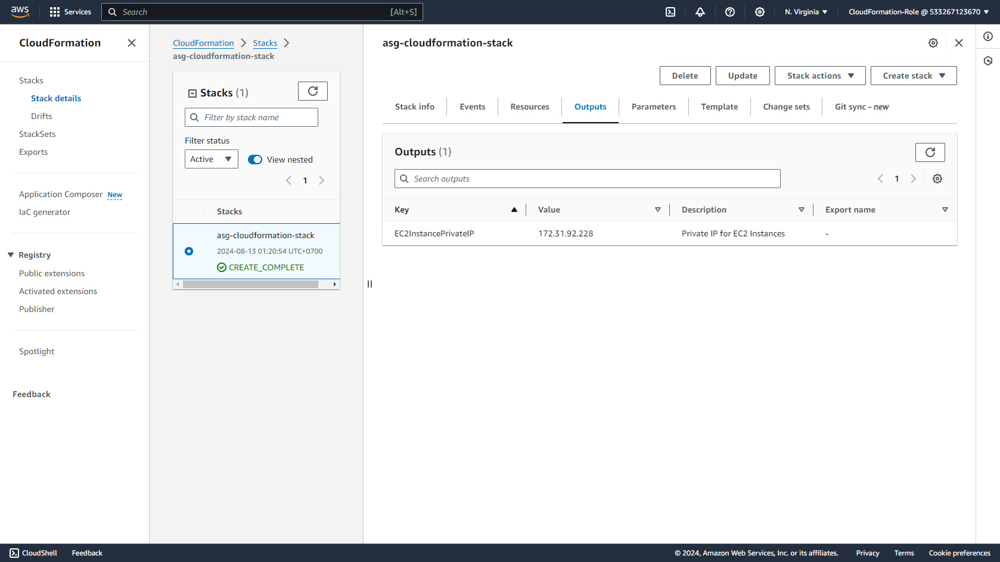 aws
Services
Search
[Alt+S]
N. Virginia
CloudFormation-Role @ 533267123670
CloudFormation
Stacks
Stack details
Drifts
StackSets
Exports
Application Composer New
IaC generator
Registry
Public extensions
Activated extensions
Publisher
Spotlight
Feedback
CloudFormation
Stacks
asg-cloudformation-stack
Stacks (1)
Filter by stack name
Filter status
Active
View nested
1
Stacks
asg-cloudformation-stack
2024-08-13 01:20:54 UTC+0700
CREATE_COMPLETE
asg-cloudformation-stack
Delete
Update
Stack actions
Create stack
Stack info
Events
Resources
Outputs
Parameters
Template
Change sets
Git sync - new
Outputs (1)
Search outputs
1
Key
Value
Description
Export name
EC2InstancePrivateIP
172.31.92.228
Private IP for EC2 Instances
-
CloudShell
Feedback
© 2024, Amazon Web Services, Inc. or its affiliates.
Privacy
Terms
Cookie preferences